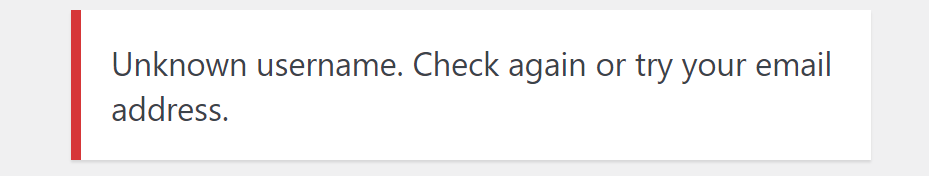 Unknown username. Check again or try your email
address.